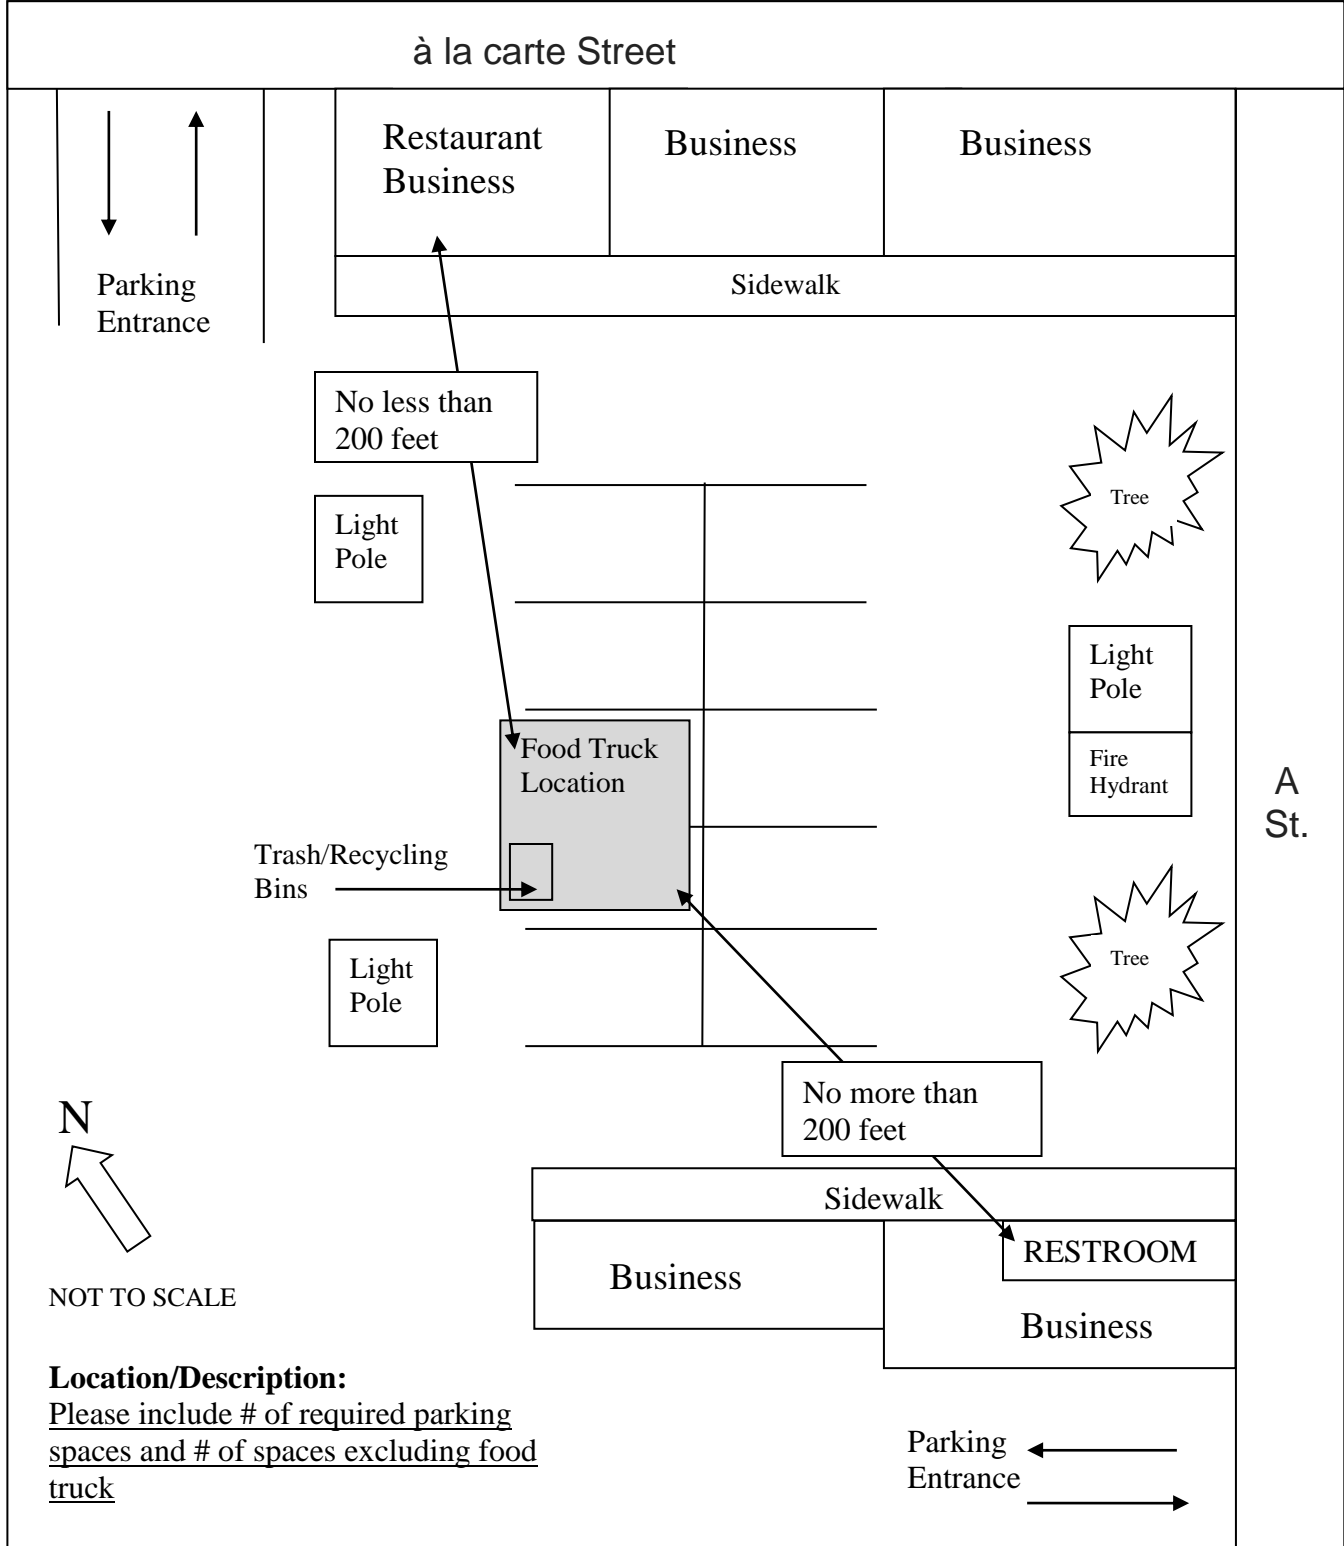 à la carte Street
Restaurant
Business
Business
Business
Parking
Entrance
Sidewalk
No less than
200 feet
Tree
Light
Pole
Light
Pole
Fire
Hydrant
Food Truck
Location
A
St.
Trash/Recycling
Bins
Tree
Light
Pole
No more than
200 feet
N
Sidewalk
RESTROOM
Business
NOT TO SCALE
Business
Location/Description:
Please include # of required parking
spaces and # of spaces excluding food
truck
Parking
Entrance